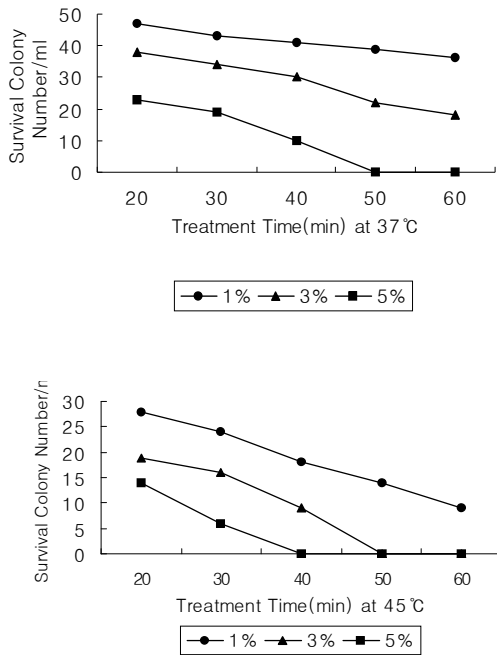 Survival Colony
Number/ml
50
40
30
20
10
0
20 30 40 50 60
Treatment Time(min) at 37℃
1% 3% 5%
Survival Colony Number/
30
25
20
15
10
5
0
20 30 40 50 60
Treatment Time(min) at 45℃
1% 3% 5%